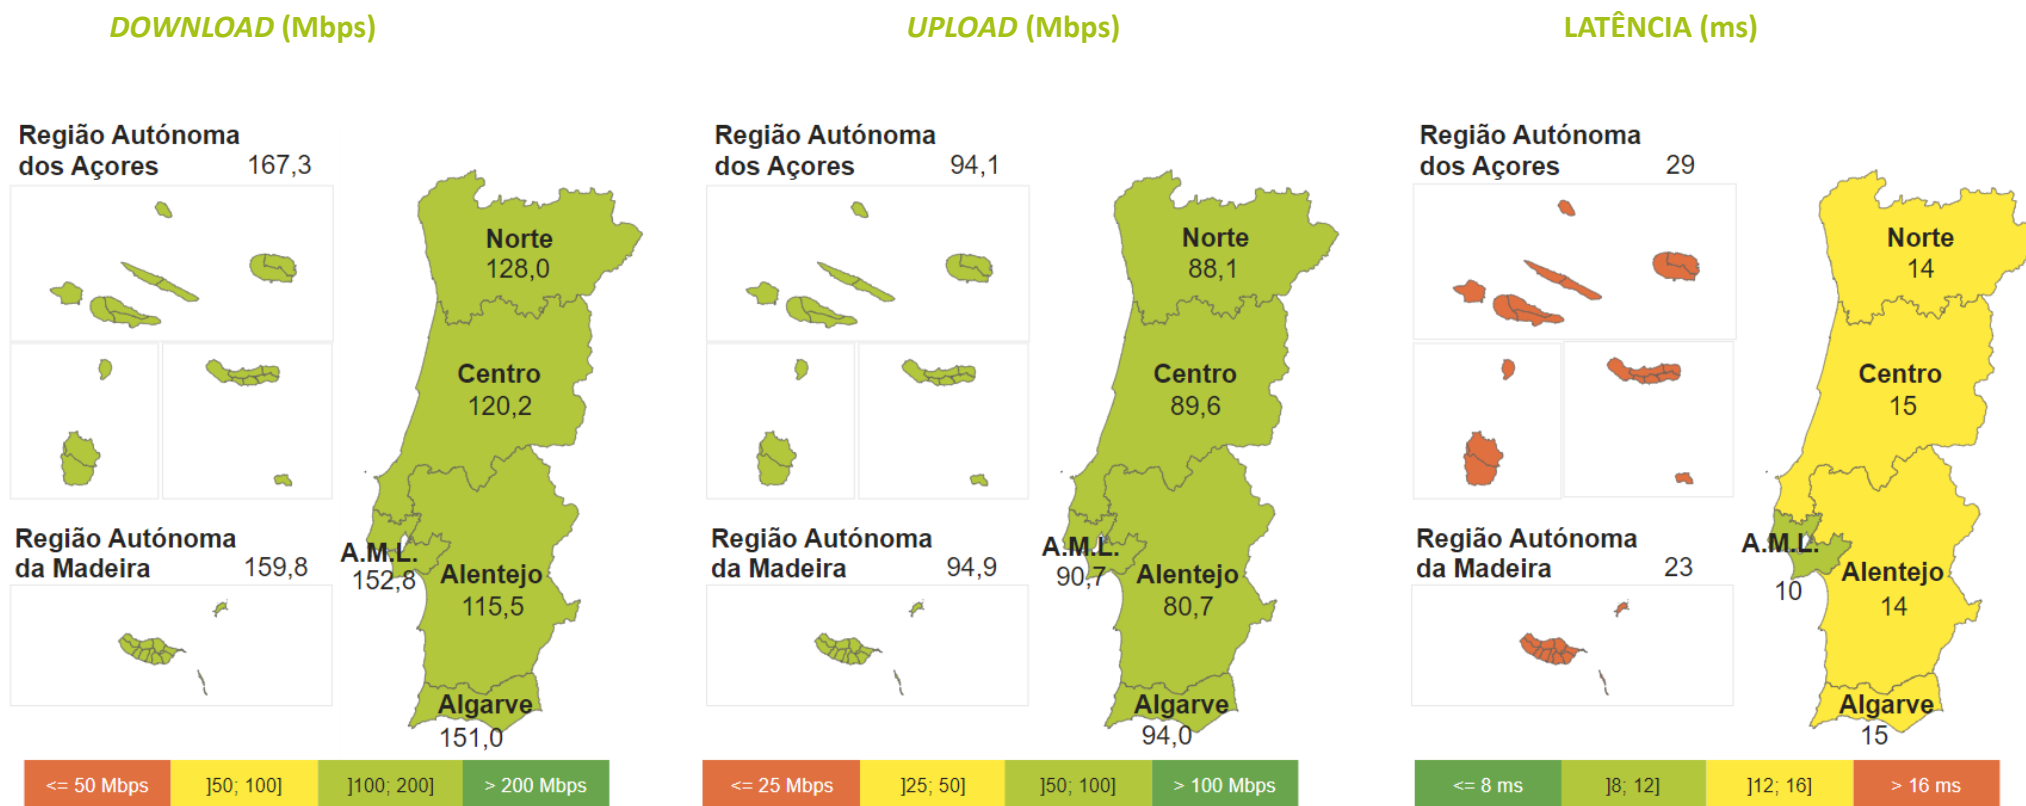 DOWNLOAD (Mbps)
Região Autónoma
dos Açores 167,3
Norte
128,0
Centro
120,2
Região Autónoma
da Madeira 159,8
A.M.L.
152,8
Alentejo
115,5
Algarve
151,0
<= 50 Mbps ]50; 100] ]100; 200] > 200 Mbps
UPLOAD (Mbps)
Região Autónoma
dos Açores 94,1
Norte
88,1
Centro
89,6
Região Autónoma
da Madeira 94,9
A.M.L.
90,7
Alentejo
80,7
Algarve
94,0
<= 25 Mbps ]25; 50] ]50; 100] > 100 Mbps
LATÊNCIA (ms)
Região Autónoma
dos Açores 29
Norte
14
Centro
15
Região Autónoma
da Madeira 23
A.M.L.
10
Alentejo
14
Algarve
15
<= 8 ms ]8; 12] ]12; 16] > 16 ms